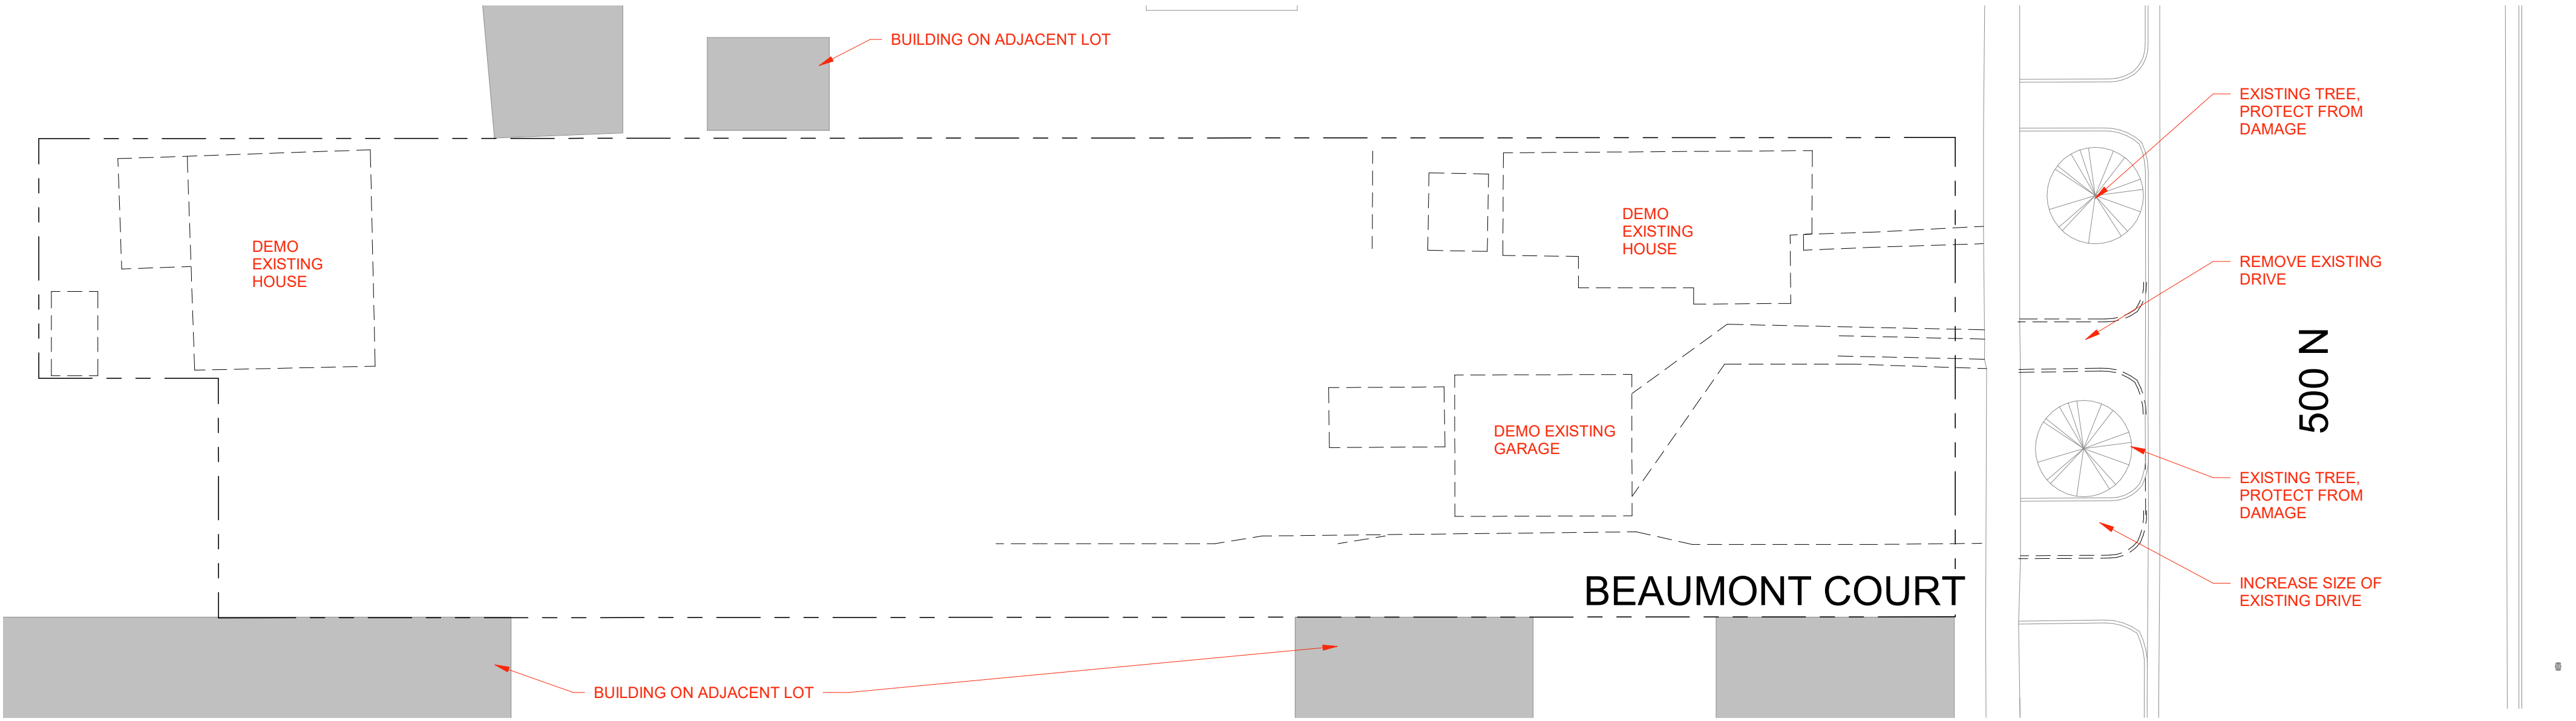 BUILDING ON ADJACENT LOT
EXISTING TREE,
PROTECT FROM
DAMAGE
DEMO
EXISTING
HOUSE
DEMO
EXISTING
HOUSE
REMOVE EXISTING
DRIVE
500 N
DEMO EXISTING
GARAGE
EXISTING TREE,
PROTECT FROM
DAMAGE
BEAUMONT COURT
INCREASE SIZE OF
EXISTING DRIVE
BUILDING ON ADJACENT LOT